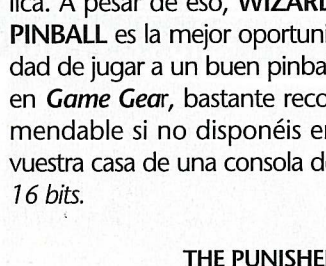 lica. A pesar de eso, WIZARD
PINBALL es la mejor oportuni
dad de jugar a un buen pinba
en Game Gear, bastante reco
mendable si no disponéis en
vuestra casa de una consola de
16 bits.
THE PUNISHER